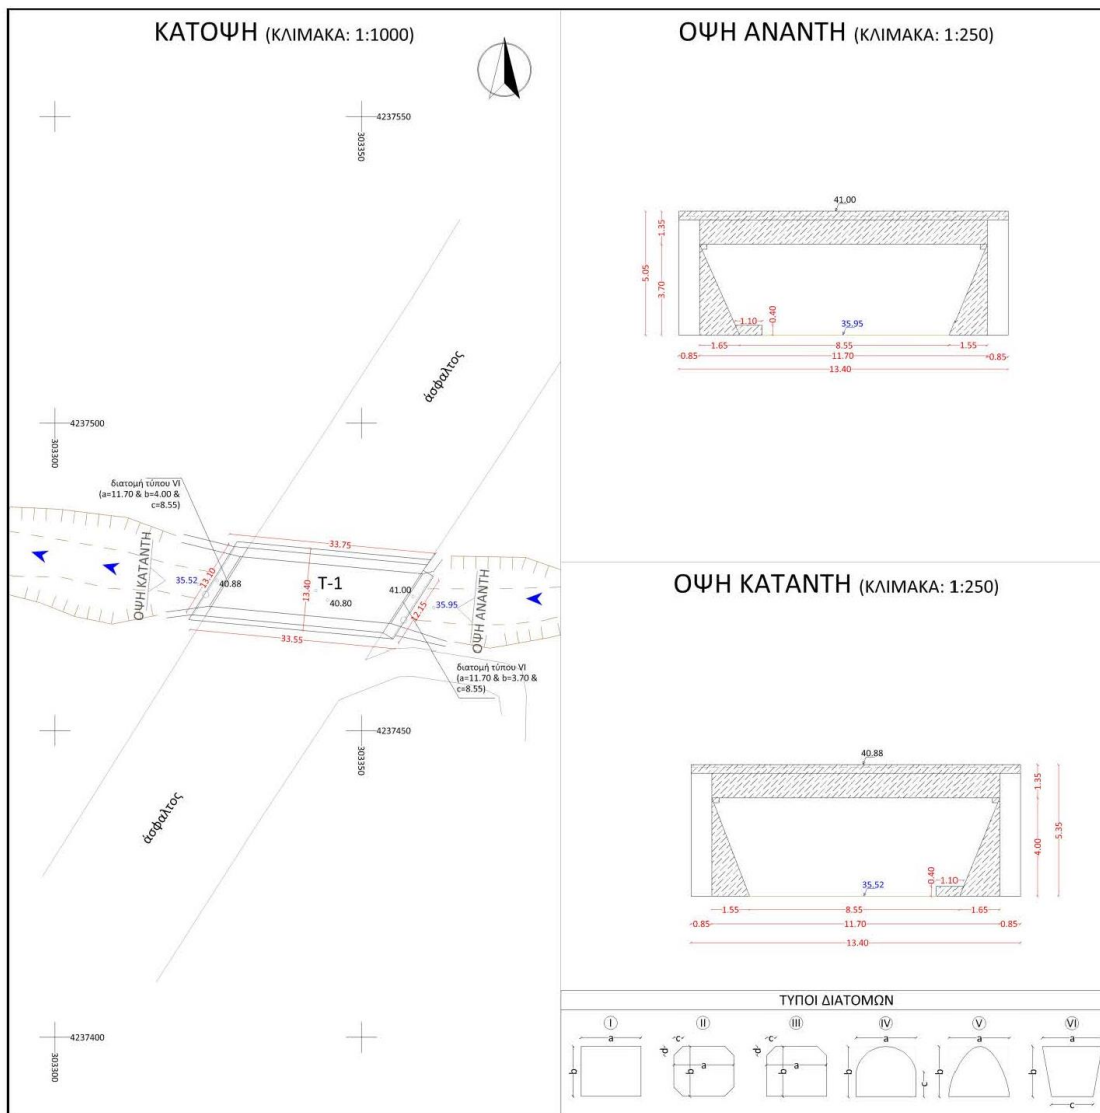 ΚΑΤΟΨΗ (ΚΛΙΜΑΚΑ: 1:1000)
4237550
303350
άσφαλτος
4237500
303300
διατομή τύπου VI
(a=11.70 & b=4.00 &
c=8.55)
33.75
ΟΨΗ ΚΑΤΑΝΤΗ
35.52
13.10
40.88
13.40
T-1
40.80
41.00
12.15
35.95
ΟΨΗ ΑΝΑΝΤΗ
33.55
διατομή τύπου VI
(a=11.70 & b=3.70 &
c=8.55)
4237450
303350
άσφαλτος
4237400
303300
ΟΨΗ ΑΝΑΝΤΗ (ΚΛΙΜΑΚΑ: 1:250)
41.00
1.35
5.05
3.70
1.10
0.40
35.95
1.65
8.55
1.55
0.85
11.70
0.85
13.40
ΟΨΗ ΚΑΤΑΝΤΗ (ΚΛΙΜΑΚΑ: 1:250)
40.88
1.35
5.35
4.00
0.40
1.10
35.52
1.55
8.55
1.65
0.85
11.70
0.85
13.40
ΤΥΠΟΙ ΔΙΑΤΟΜΩΝ
I
II
III
IV
V
VI
a
b
c
d
b
a
c
d
b
a
a
b
c
a
b
a
b
c